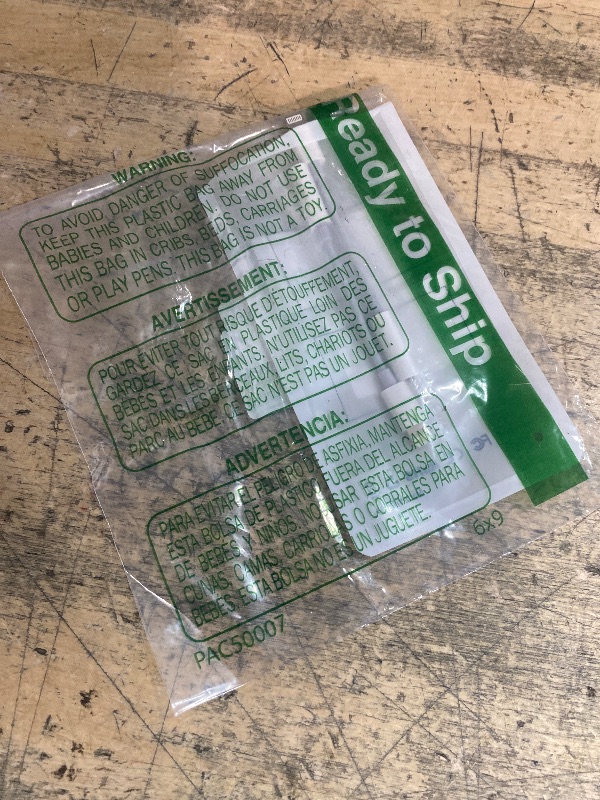 Ready to Ship
WARNING:
TO AVOID DANGER OF SUFFOCATION,
KEEP THIS PLASTIC BAG AWAY FROM
BABIES AND CHILDREN. DO NOT USE
THIS BAG IN CRIBS, BEDS, CARRIAGES
OR PLAY PENS. THIS BAG IS NOT A TOY.
AVERTISSEMENT:
POUR ÉVITER TOUT RISQUE D'ETOUFFEMENT,
GARDEZ CE SAC EN PLASTIQUE LOIN DES
BÉBÉS ET LES ENFANTS. N'UTILISEZ PAS CE
SAC DANS LES BERCEAUX, LITS, CHARIOTS OU
PARC AU BÉBÉ. CE SAC N'EST PAS UN JOUET.
ADVERTENCIA:
PARA EVITAR EL PELIGRO DE ASFIXIA, MANTENGA
ESTA BOLSA DE PLASTICO FUERA DEL ALCANCE
DE BEBES Y NIÑOS. NO USAR ESTA BOLSA EN
CUNAS, CAMAS, CARRIOLAS O CORRALES PARA
BEBES. ESTA BOLSA NO ES UN JUGUETE.
6x9
PAC50007